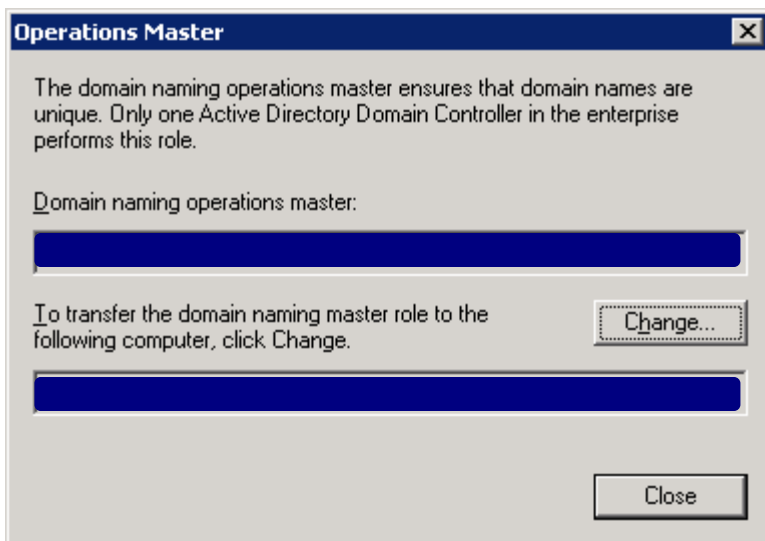 Operations Master
The domain naming operations master ensures that domain names are
unique. Only one Active Directory Domain Controller in the enterprise
performs this role.
Domain naming operations master:
To transfer the domain naming master role to the
following computer, click Change.
Change...
Close